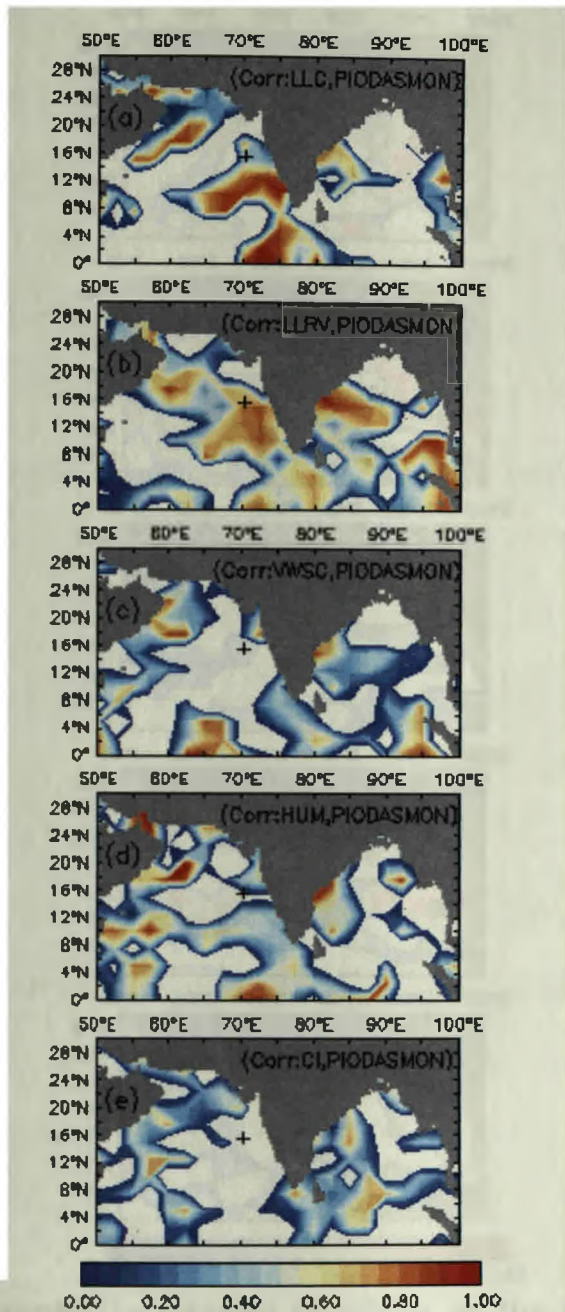 50°E 60°E 70°E 80°E 90°E 100°E
28°N
24°N
20°N
16°N
12°N
8°N
4°N
0°
(Corr:LLC,PIODASMON)
(a)
50°E 60°E 70°E 80°E 90°E 100°E
28°N
24°N
20°N
16°N
12°N
8°N
4°N
0°
(Corr:LLRV,PIODASMON
(b)
50°E 60°E 70°E 80°E 90°E 100°E
28°N
24°N
20°N
16°N
12°N
8°N
4°N
0°
(Corr:VWSC,PIODASMON)
(c)
50°E 60°E 70°E 80°E 90°E 100°E
28°N
24°N
20°N
16°N
12°N
8°N
4°N
0°
(Corr:HUM,PIODASMON)
(d)
50°E 60°E 70°E 80°E 90°E 100°E
28°N
24°N
20°N
16°N
12°N
8°N
4°N
0°
(Corr:CI,PIODASMON)
(e)
0.00 0.20 0.40 0.60 0.80 1.00